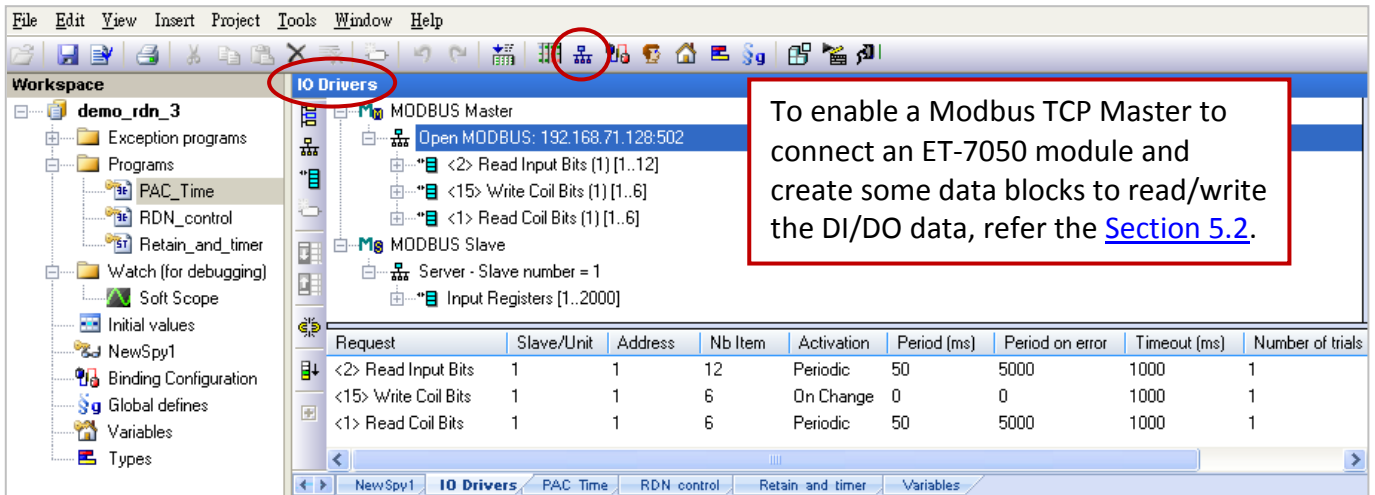 File Edit View Insert Project Tools Window Help
Workspace
demo_rdn_3
Exception programs
Programs
PAC_Time
RDN_control
Retain_and_timer
Watch (for debugging)
Soft Scope
Initial values
NewSpy1
Binding Configuration
Global defines
Variables
Types
IO Drivers
MODBUS Master
Open MODBUS: 192.168.71.128:502
<2> Read Input Bits (1) [1..12]
<15> Write Coil Bits (1) [1..6]
<1> Read Coil Bits (1) [1..6]
MODBUS Slave
Server - Slave number = 1
Input Registers [1..2000]
To enable a Modbus TCP Master to
connect an ET-7050 module and
create some data blocks to read/write
the DI/DO data, refer the Section 5.2.
Request Slave/Unit Address Nb Item Activation Period (ms) Period on error Timeout (ms) Number of trials
<2> Read Input Bits 1 1 12 Periodic 50 5000 1000 1
<15> Write Coil Bits 1 1 6 On Change 0 0 1000 1
<1> Read Coil Bits 1 1 6 Periodic 50 5000 1000 1
NewSpy1 IO Drivers PAC Time RDN control Retain and timer Variables